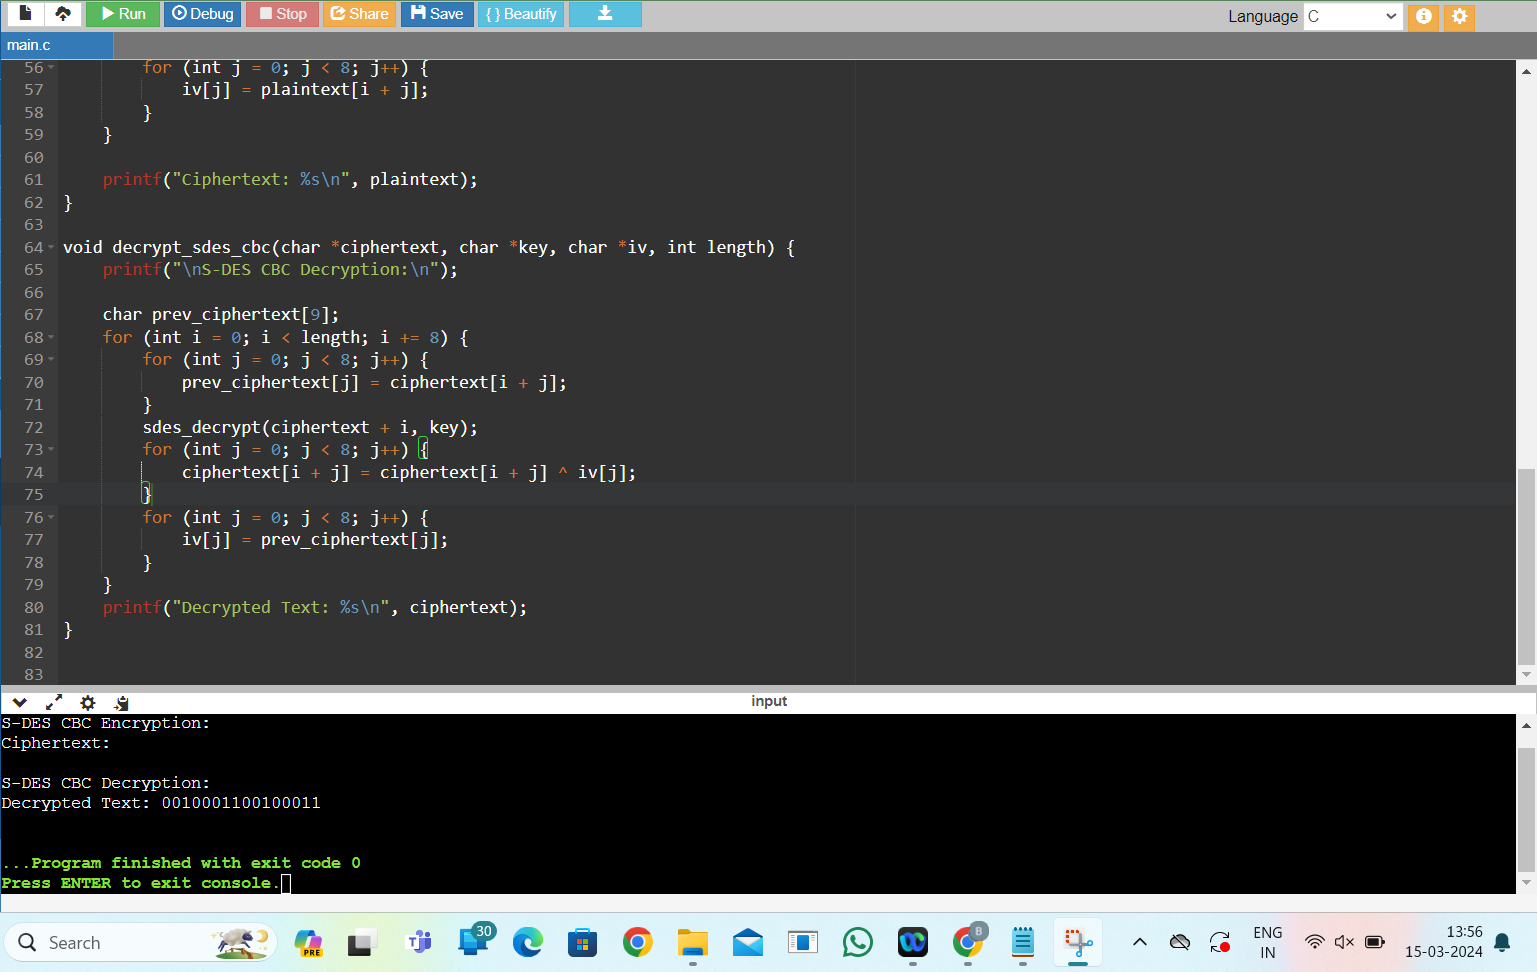 Run Debug Stop Share Save { } Beautify Language C
main.c
56 for (int j = 0; j < 8; j++) {
57 iv[j] = plaintext[i + j];
58 }
59 }
60
61 printf("Ciphertext: %s\n", plaintext);
62 }
63
64 void decrypt_sdes_cbc(char *ciphertext, char *key, char *iv, int length) {
65 printf("\nS-DES CBC Decryption:\n");
66
67 char prev_ciphertext[9];
68 for (int i = 0; i < length; i += 8) {
69 for (int j = 0; j < 8; j++) {
70 prev_ciphertext[j] = ciphertext[i + j];
71 }
72 sdes_decrypt(ciphertext + i, key);
73 for (int j = 0; j < 8; j++) {
74 ciphertext[i + j] = ciphertext[i + j] ^ iv[j];
75 }
76 for (int j = 0; j < 8; j++) {
77 iv[j] = prev_ciphertext[j];
78 }
79 }
80 printf("Decrypted Text: %s\n", ciphertext);
81 }
82
83
input
S-DES CBC Encryption:
Ciphertext:
S-DES CBC Decryption:
Decrypted Text: 0010001100100011
...Program finished with exit code 0
Press ENTER to exit console.
Search PRE 30 B ENG IN 13:56
15-03-2024